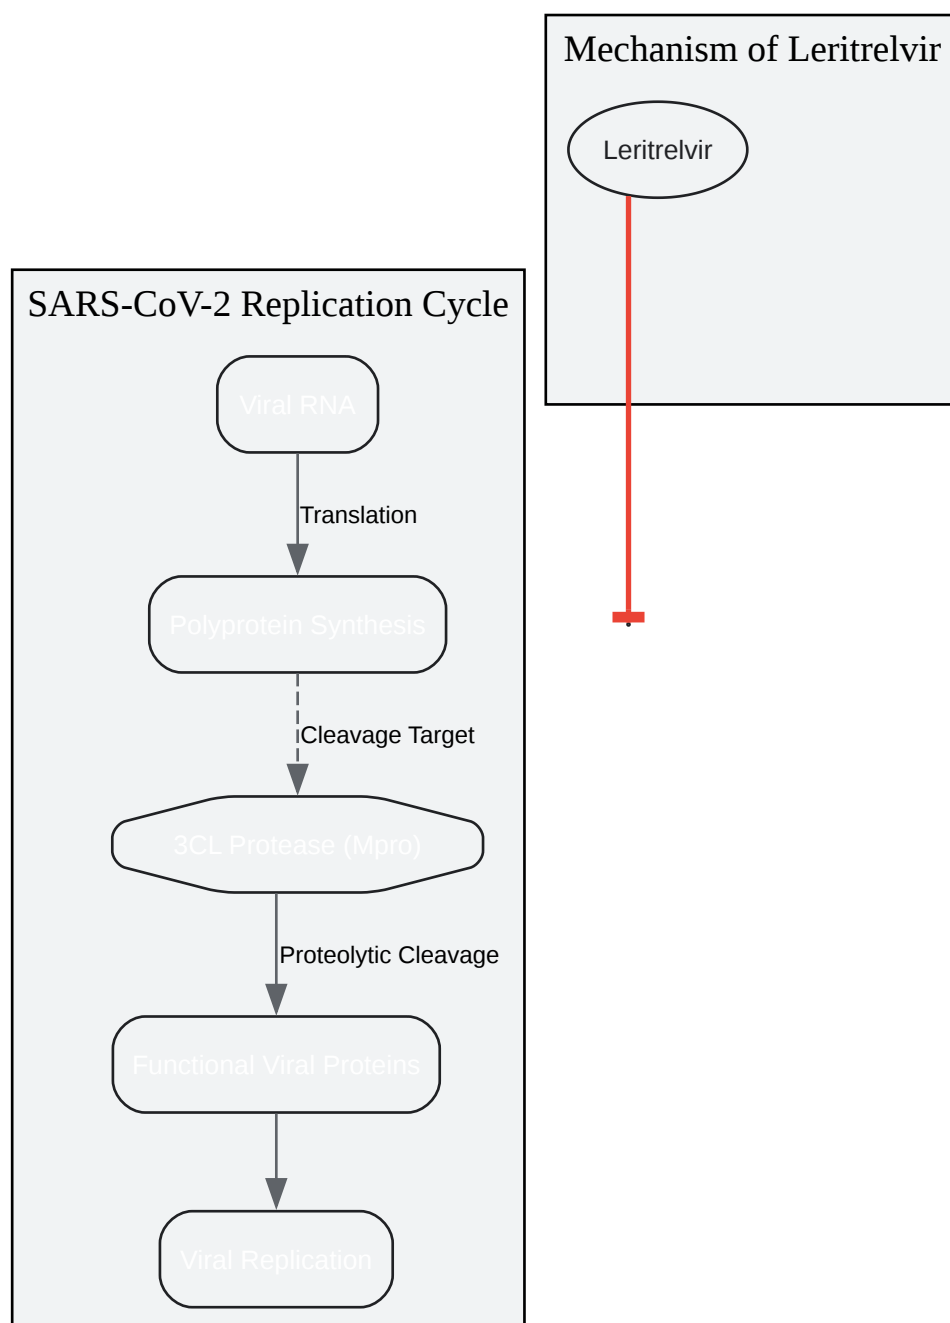 Mechanism of Leritrelvir
Leritrelvir
SARS-CoV-2 Replication Cycle
Viral RNA
Translation
Polyprotein Synthesis
Cleavage Target
3CL Protease (Mpro)
Proteolytic Cleavage
Functional Viral Proteins
Viral Replication